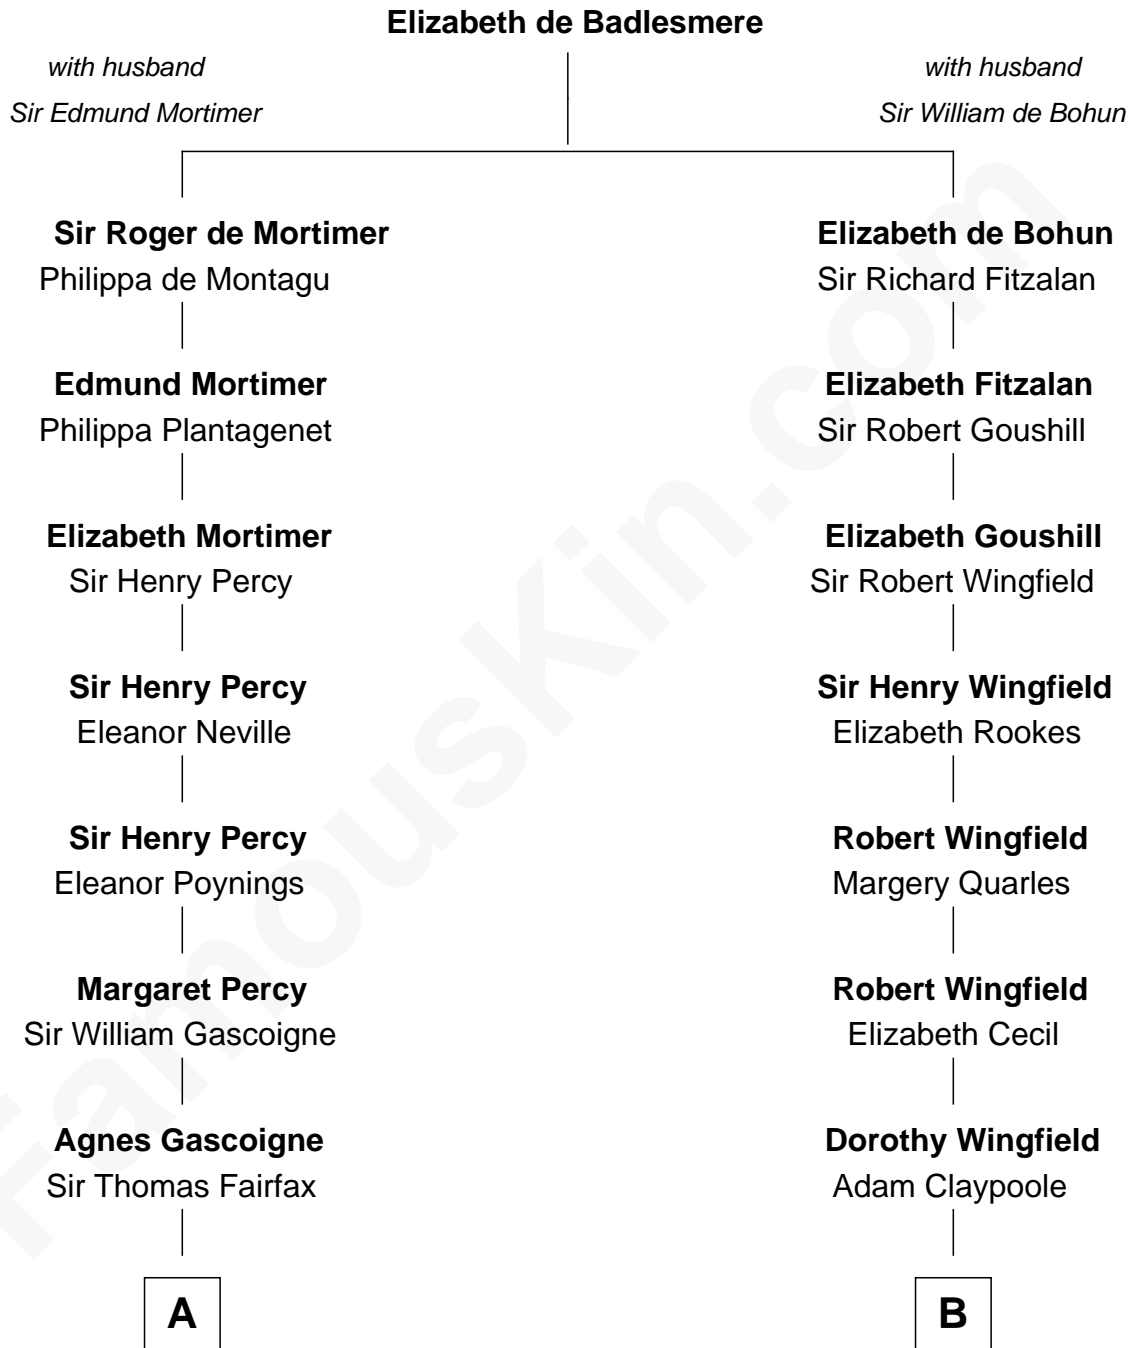 Elizabeth de Badlesmere
with husband
Sir Edmund Mortimer
with husband
Sir William de Bohun
Sir Roger de Mortimer
Philippa de Montagu
Elizabeth de Bohun
Sir Richard Fitzalan
Edmund Mortimer
Philippa Plantagenet
Elizabeth Fitzalan
Sir Robert Goushill
Elizabeth Mortimer
Sir Henry Percy
Elizabeth Goushill
Sir Robert Wingfield
Sir Henry Percy
Eleanor Neville
Sir Henry Wingfield
Elizabeth Rookes
Sir Henry Percy
Eleanor Poynings
Robert Wingfield
Margery Quarles
Margaret Percy
Sir William Gascoigne
Robert Wingfield
Elizabeth Cecil
Agnes Gascoigne
Sir Thomas Fairfax
Dorothy Wingfield
Adam Claypoole
A
B
FamousKin.com